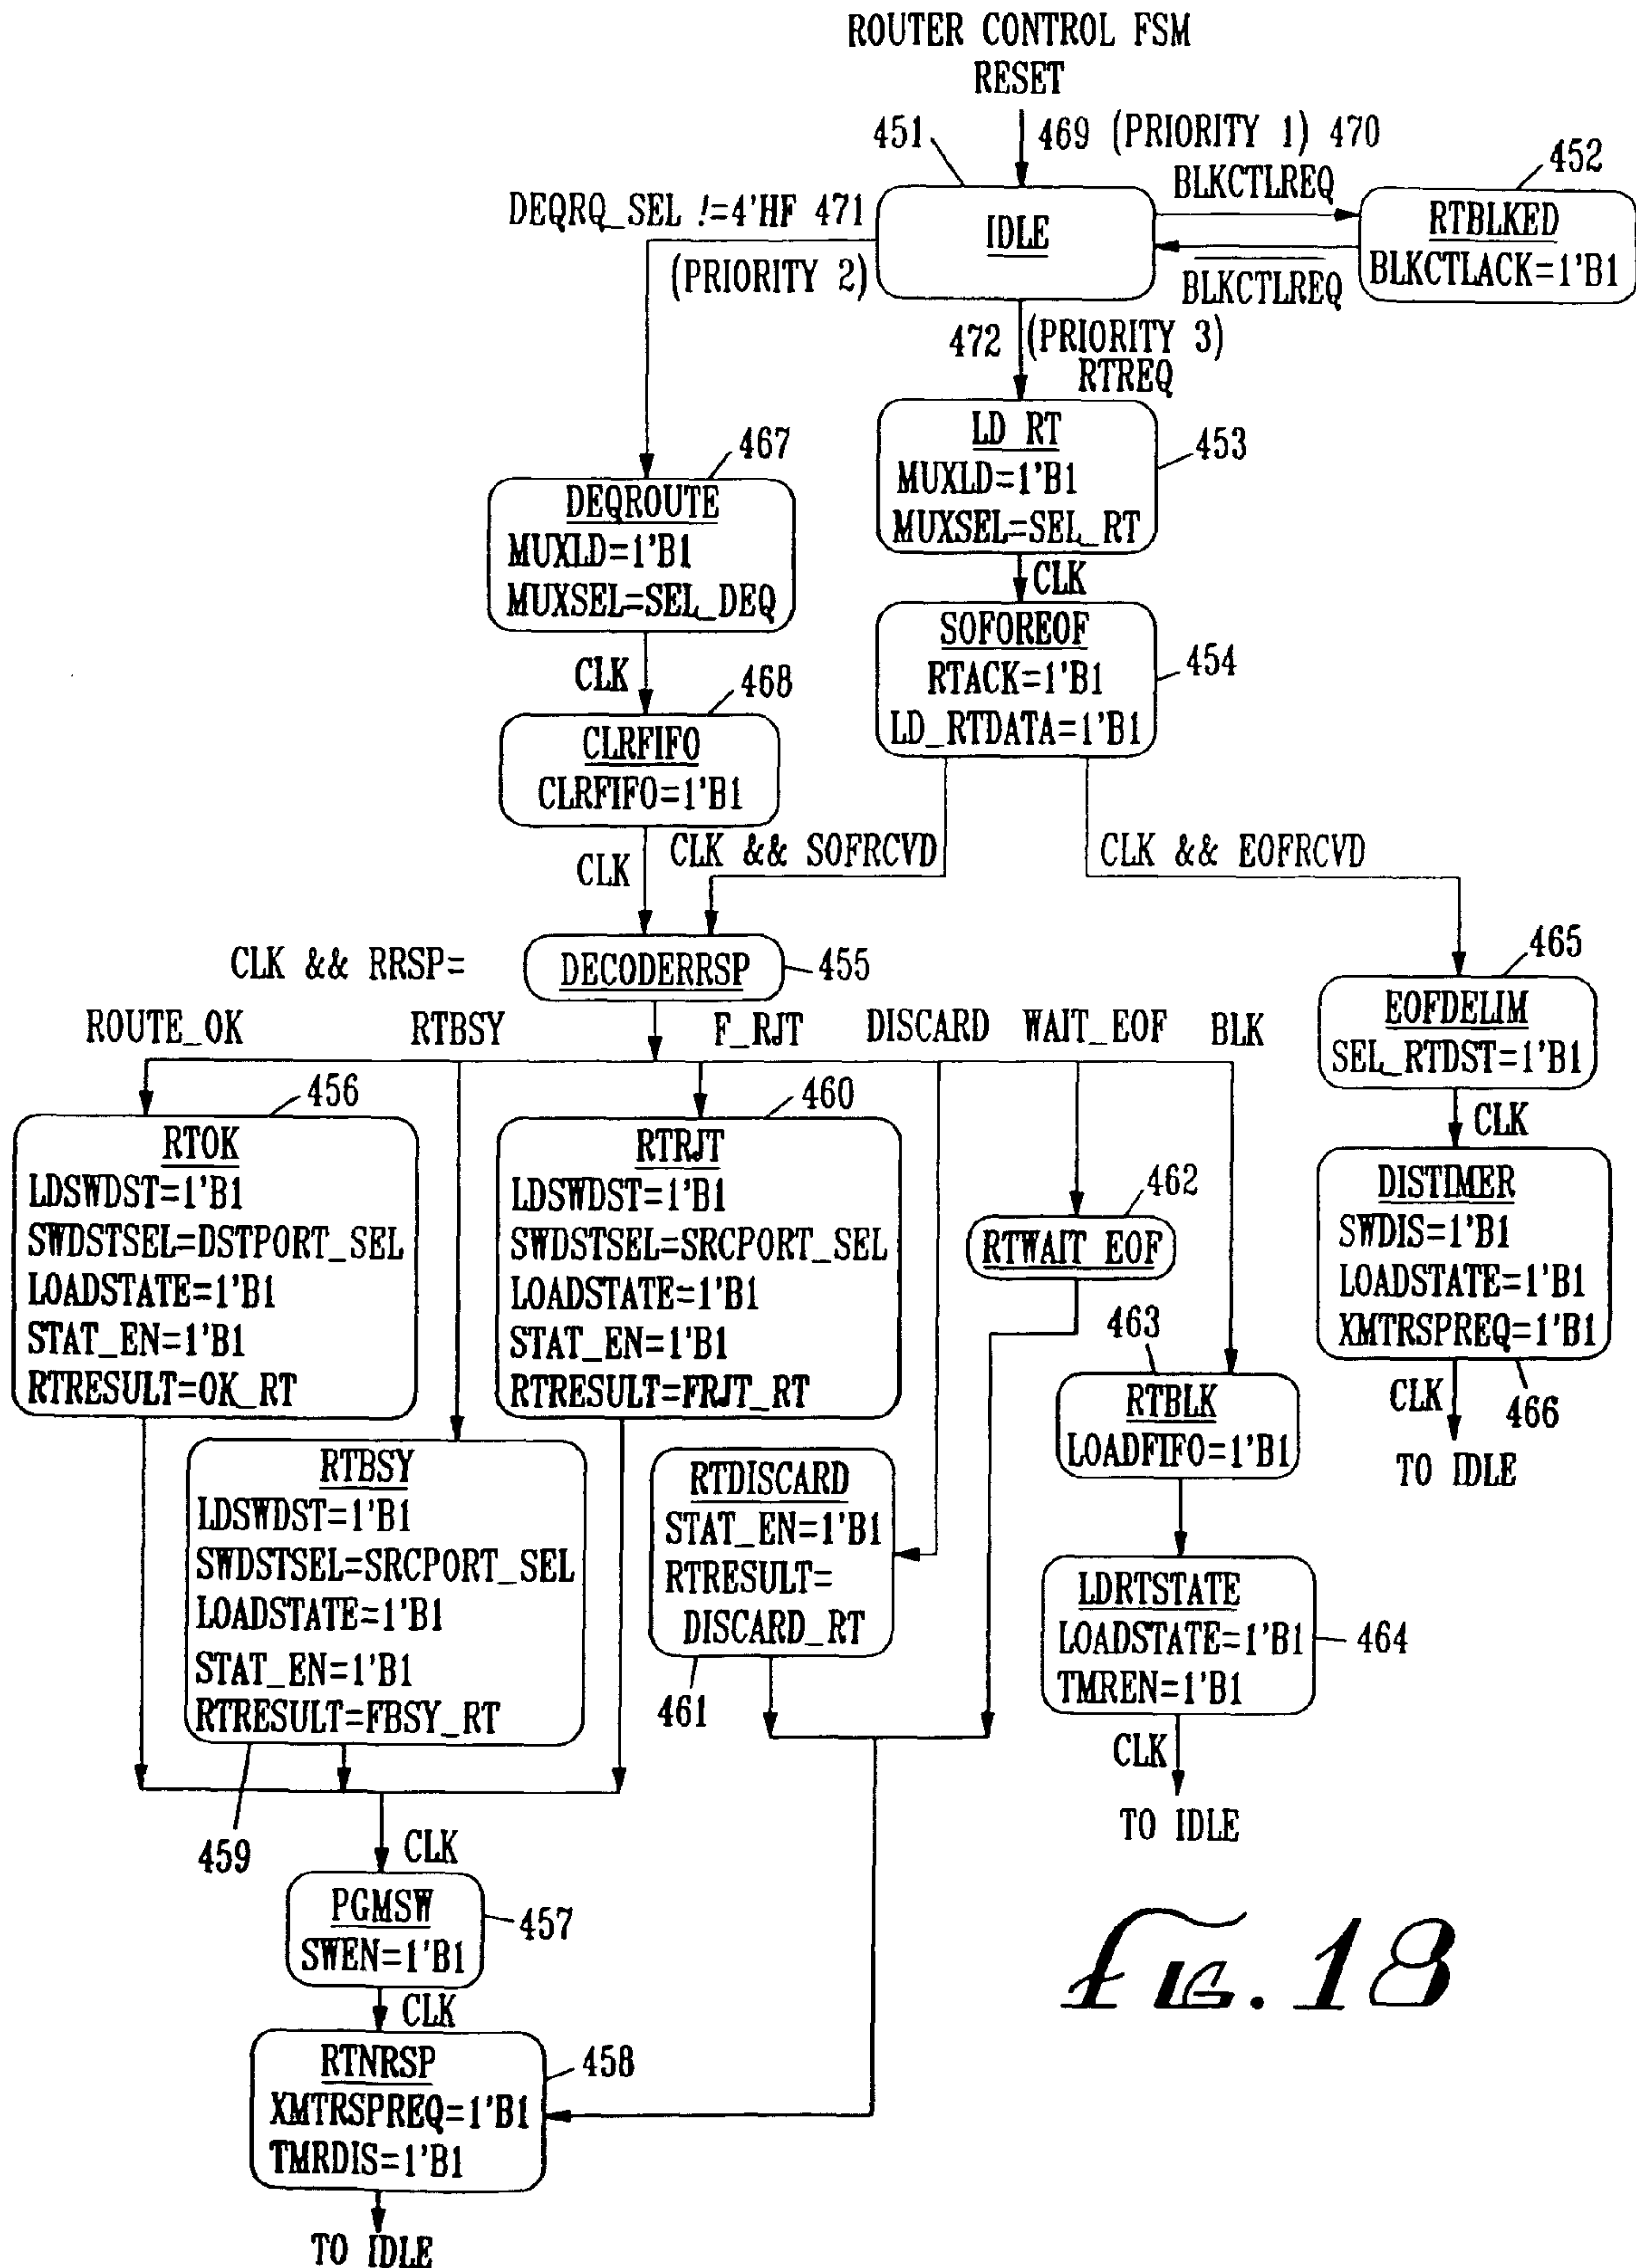 ROUTER CONTROL FSM
RESET
451
469 (PRIORITY 1) 470
452
BLKCTLREQ
DEQRQ_SEL !=4'HF 471
IDLE
RTBLKED
BLKCTLACK=1'B1
(PRIORITY 2)
BLKCTLREQ
472 (PRIORITY 3)
RTREQ
467
LD_RT
453
MUXLD=1'B1
MUXSEL=SEL_RT
DEQROUTE
MUXLD=1'B1
MUXSEL=SEL_DEQ
CLK
SOFOREOF
454
RTACK=1'B1
LD_RTDATA=1'B1
CLK
468
CLRFIFO
CLRFIFO=1'B1
CLK
CLK && SOFRCVD
CLK && EOFRCVD
CLK && RRSP=
DECODERRSP
455
465
EOFDELIM
SEL_RTDST=1'B1
ROUTE_OK
RTBSY
F_RJT
DISCARD
WAIT_EOF
BLK
CLK
456
RTOK
LDSWDST=1'B1
SWDSTSEL=DSTPORT_SEL
LOADSTATE=1'B1
STAT_EN=1'B1
RTRESULT=OK_RT
460
RTRJT
LDSWDST=1'B1
SWDSTSEL=SRCPORT_SEL
LOADSTATE=1'B1
STAT_EN=1'B1
RTRESULT=FRJT_RT
462
RTWAIT_EOF
DISTIMER
SWDIS=1'B1
LOADSTATE=1'B1
XMTRSPREQ=1'B1
CLK
466
TO IDLE
463
RTBLK
LOADFIFO=1'B1
RTBSY
LDSWDST=1'B1
SWDSTSEL=SRCPORT_SEL
LOADSTATE=1'B1
STAT_EN=1'B1
RTRESULT=FBSY_RT
459
RTDISCARD
STAT_EN=1'B1
RTRESULT=
DISCARD_RT
461
LDRTSTATE
LOADSTATE=1'B1
TMREN=1'B1
464
CLK
TO IDLE
CLK
PGMSW
SWEN=1'B1
457
CLK
RTNRSP
XMTRSPREQ=1'B1
TMRDIS=1'B1
458
TO IDLE
FIG. 18